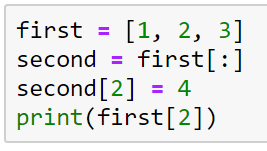 first = [1, 2, 3]
second = first[:]
second[2] = 4
print(first[2])